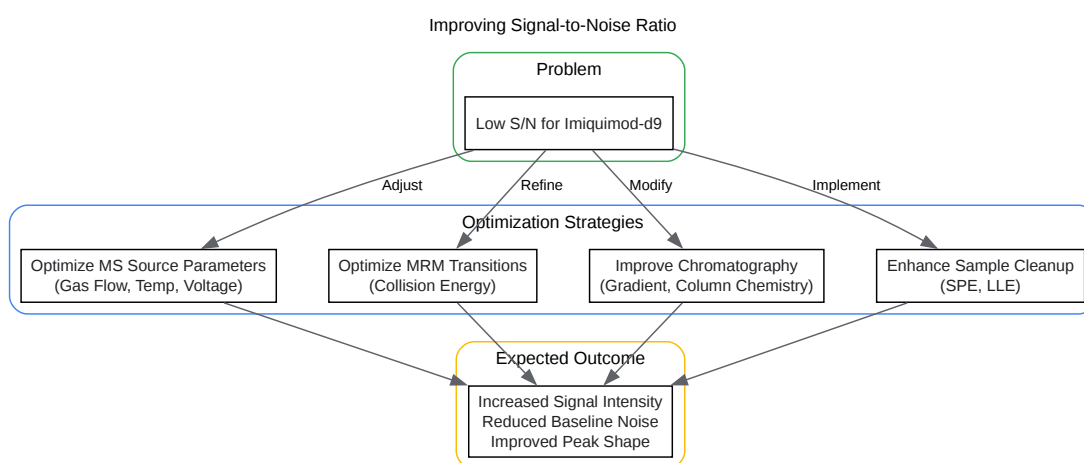 Improving Signal-to-Noise Ratio
Problem
Low S/N for Imiquimod-d9
Adjust
Refine
Modify
Implement
Optimization Strategies
Optimize MS Source Parameters
(Gas Flow, Temp, Voltage)
Optimize MRM Transitions
(Collision Energy)
Improve Chromatography
(Gradient, Column Chemistry)
Enhance Sample Cleanup
(SPE, LLE)
Expected Outcome
Increased Signal Intensity
Reduced Baseline Noise
Improved Peak Shape